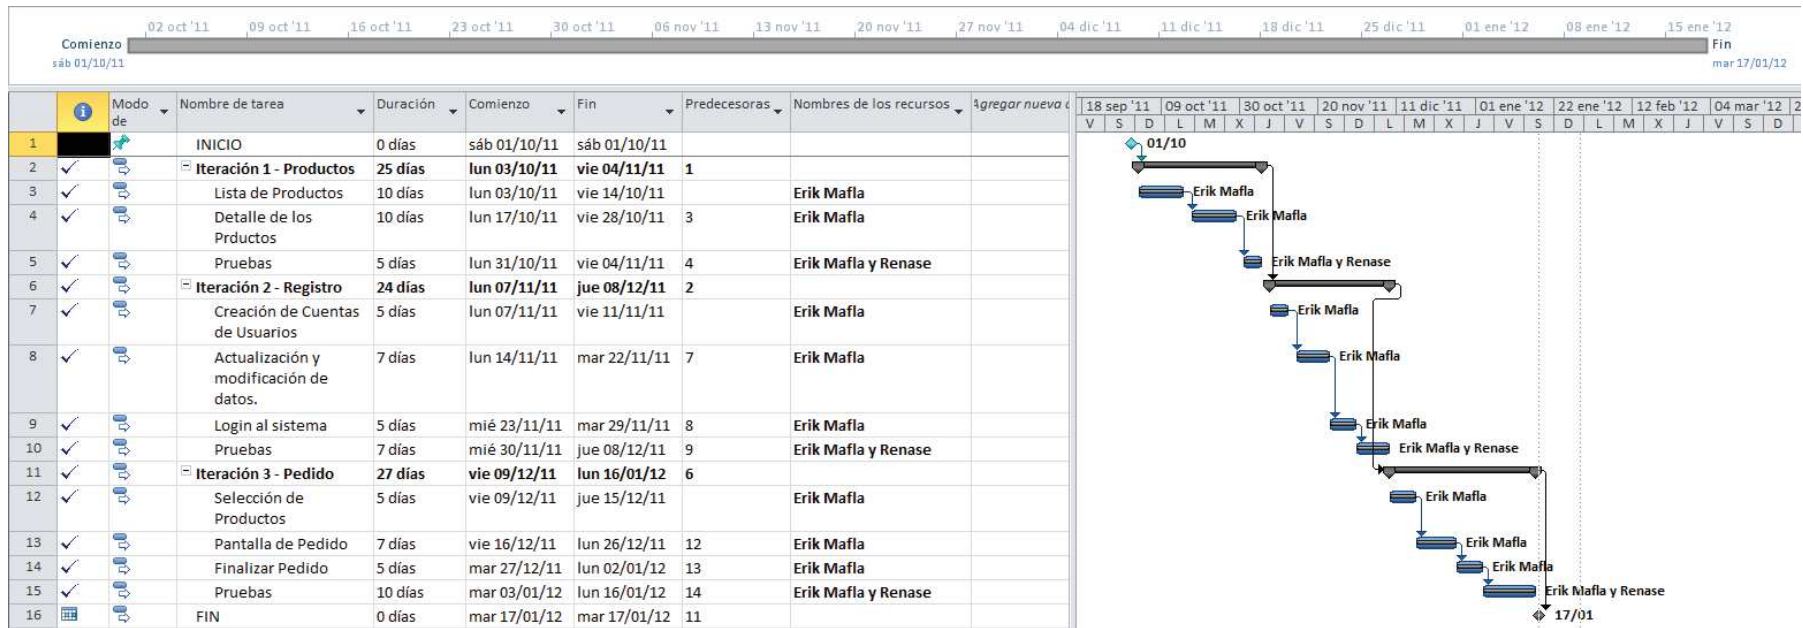 02 oct '11 09 oct '11 16 oct '11 23 oct '11 30 oct '11 06 nov '11 13 nov '11 20 nov '11 27 nov '11 04 dic '11 11 dic '11 18 dic '11 25 dic '11 01 ene '12 08 ene '12 15 ene '12
Comienzo Fin
sáb 01/10/11 mar 17/01/12
Modo de Nombre de tarea Duración Comienzo Fin Predecesoras Nombres de los recursos Agregar nueva c
18 sep '11 09 oct '11 30 oct '11 20 nov '11 11 dic '11 01 ene '12 22 ene '12 12 feb '12 04 mar '12 2
V S D L M X J V S D L M X J V S D L M X J V S D
1 INICIO 0 días sáb 01/10/11 sáb 01/10/11 01/10
2 Iteración 1 - Productos 25 días lun 03/10/11 vie 04/11/11 1
3 Lista de Productos 10 días lun 03/10/11 vie 14/10/11 Erik Mafla Erik Mafla
4 Detalle de los 10 días lun 17/10/11 vie 28/10/11 3 Erik Mafla Erik Mafla
Prductos
5 Pruebas 5 días lun 31/10/11 vie 04/11/11 4 Erik Mafla y Renase Erik Mafla y Renase
6 Iteración 2 - Registro 24 días lun 07/11/11 jue 08/12/11 2
7 Creación de Cuentas 5 días lun 07/11/11 vie 11/11/11 Erik Mafla Erik Mafla
de Usuarios
8 Actualización y 7 días lun 14/11/11 mar 22/11/11 7 Erik Mafla Erik Mafla
modificación de
datos.
9 Login al sistema 5 días mié 23/11/11 mar 29/11/11 8 Erik Mafla Erik Mafla
10 Pruebas 7 días mié 30/11/11 jue 08/12/11 9 Erik Mafla y Renase Erik Mafla y Renase
11 Iteración 3 - Pedido 27 días vie 09/12/11 lun 16/01/12 6
12 Selección de 5 días vie 09/12/11 jue 15/12/11 Erik Mafla Erik Mafla
Productos
13 Pantalla de Pedido 7 días vie 16/12/11 lun 26/12/11 12 Erik Mafla Erik Mafla
14 Finalizar Pedido 5 días mar 27/12/11 lun 02/01/12 13 Erik Mafla Erik Mafla
15 Pruebas 10 días mar 03/01/12 lun 16/01/12 14 Erik Mafla y Renase Erik Mafla y Renase
16 FIN 0 días mar 17/01/12 mar 17/01/12 11 17/01